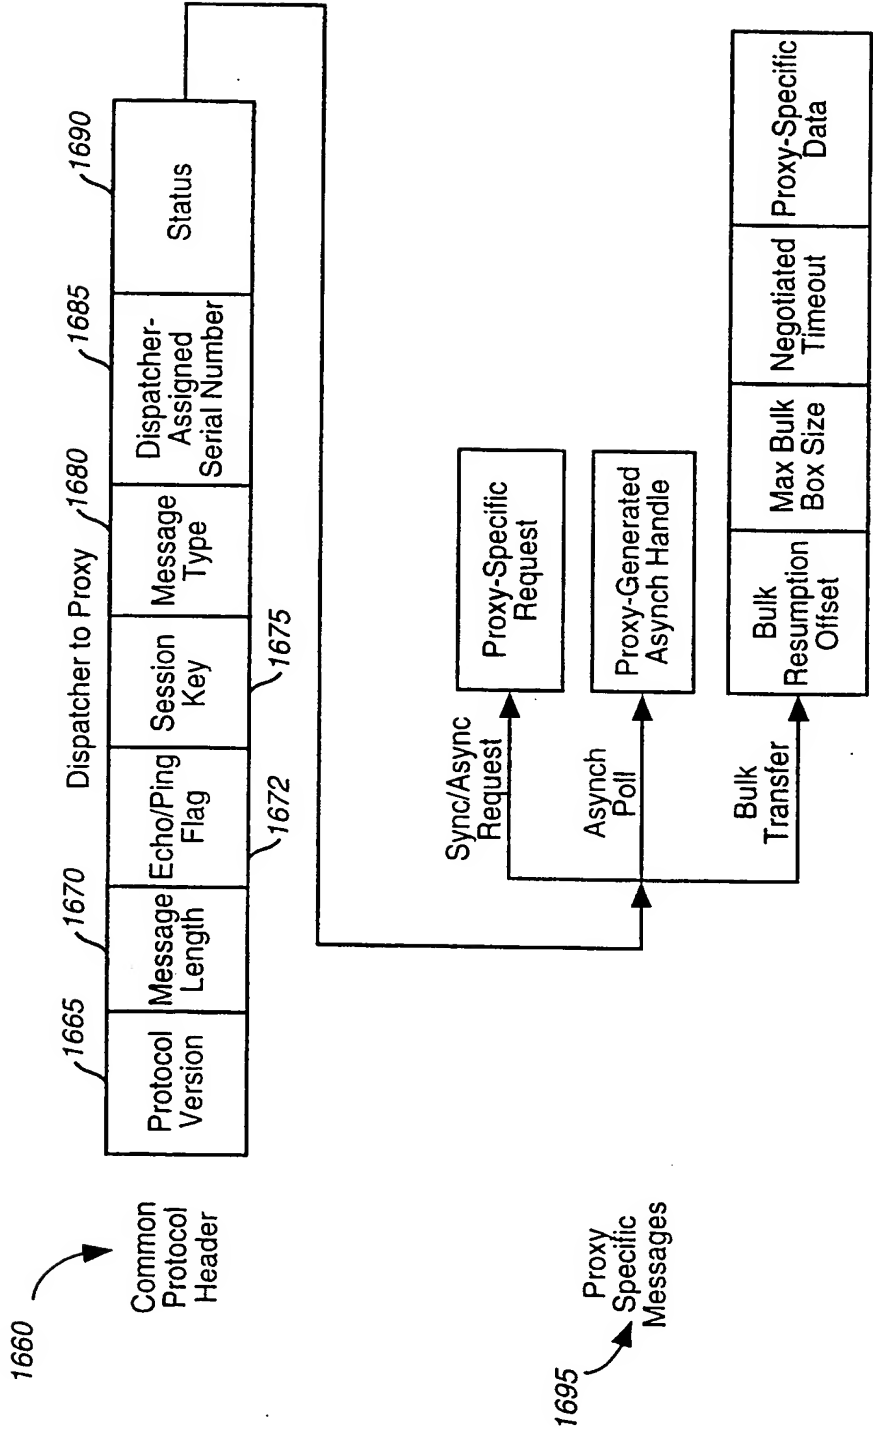 Dispatcher to Proxy
1660
Common
Protocol
Header
1665
1670
1672
1675
1680
1685
1690
Protocol
Version
Message
Length
Echo/Ping
Flag
Session
Key
Message
Type
Dispatcher-
Assigned
Serial Number
Status
1695
Proxy
Specific
Messages
Sync/Async
Request
Proxy-Specific
Request
Asynch
Poll
Proxy-Generated
Asynch Handle
Bulk
Transfer
Bulk
Resumption
Offset
Max Bulk
Box Size
Negotiated
Timeout
Proxy-Specific
Data